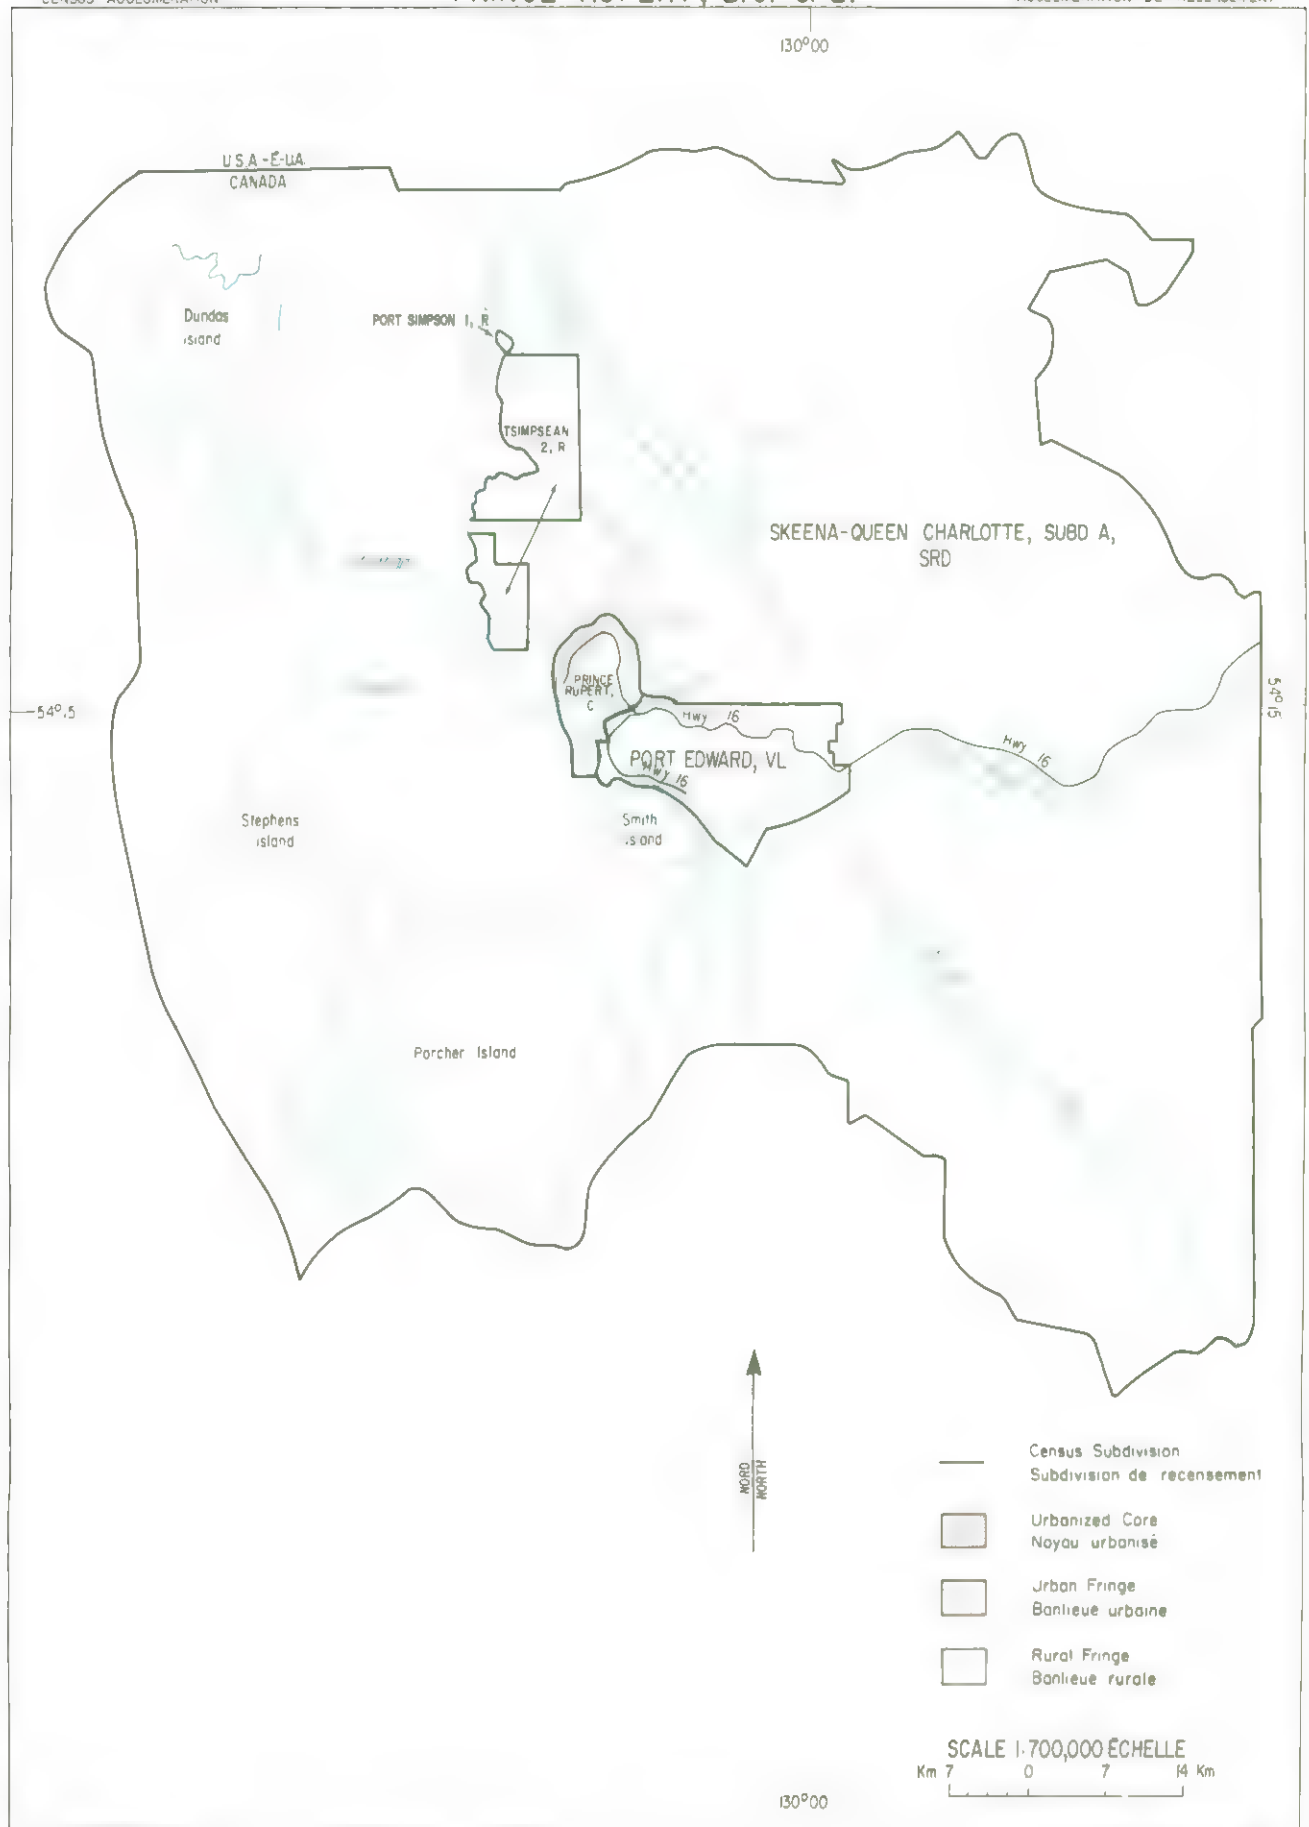 130°00
U.S.A.-É-U.A.
CANADA
Dundas
Island
PORT SIMPSON 1, R
TSIMPSEAN
2, R
SKEENA-QUEEN CHARLOTTE, SUBD A,
SRD
PRINCE
RUPERT,
C
54°15
54°15
Hwy 16
PORT EDWARD, VL
Hwy 16
Hwy 16
Stephens
Island
Smith
Island
Porcher Island
NORD
NORTH
Census Subdivision
Subdivision de recensement
Urbanized Core
Noyau urbanisé
Urban Fringe
Banlieue urbaine
Rural Fringe
Banlieue rurale
SCALE 1:700,000 ÉCHELLE
Km 7 0 7 14 Km
130°00